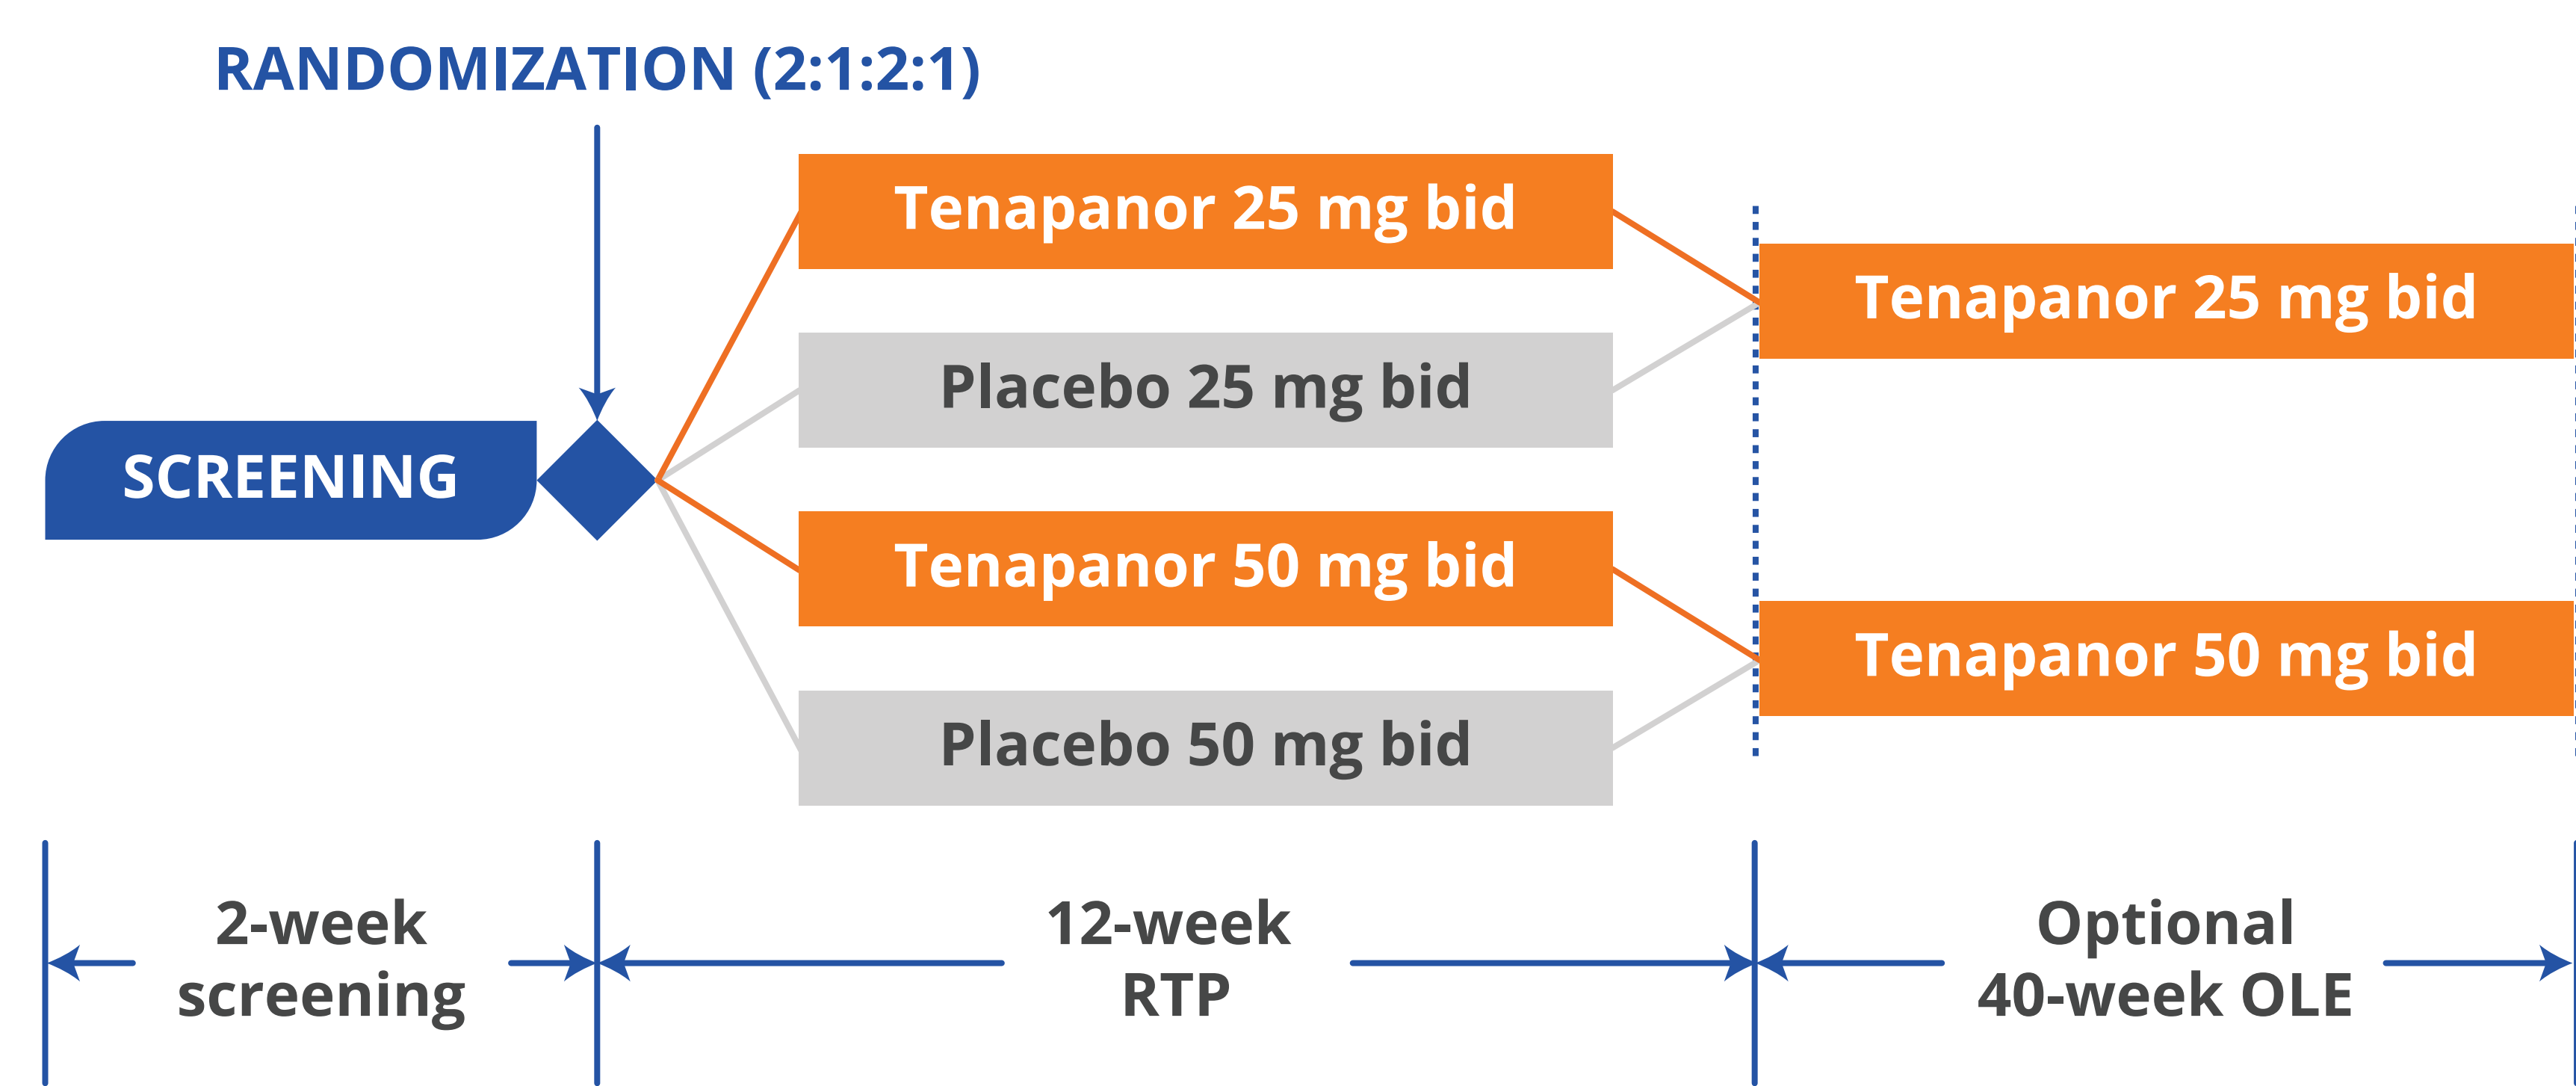 RANDOMIZATION (2:1:2:1)
SCREENING
Tenapanor 25 mg bid
Placebo 25 mg bid
Tenapanor 50 mg bid
Placebo 50 mg bid
Tenapanor 25 mg bid
Tenapanor 50 mg bid
2-week
screening
12-week
RTP
Optional
40-week OLE